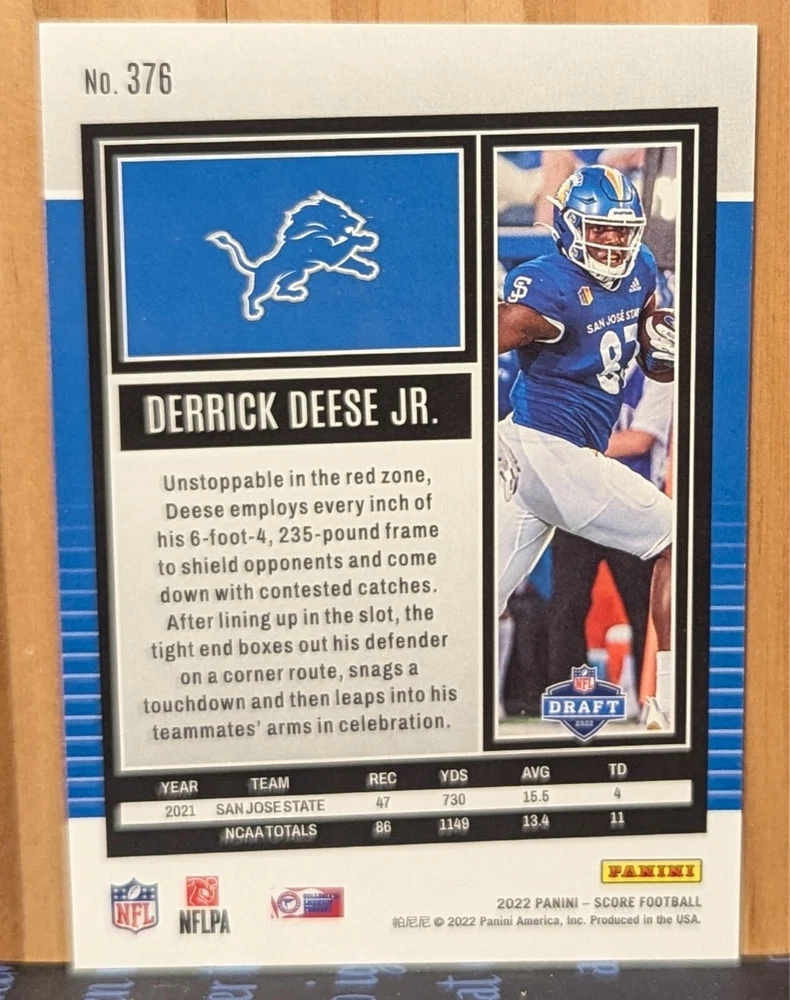 No. 376
SAN JOSÉ STA
87
DERRICK DEESE JR.
Unstoppable in the red zone,
Deese employs every inch of
his 6-foot-4, 235-pound frame
to shield opponents and come
down with contested catches.
After lining up in the slot, the
tight end boxes out his defender
on a corner route, snags a
touchdown and then leaps into his
teammates' arms in celebration.
NFL
DRAFT
2022
YEAR TEAM REC YDS AVG TD
2021 SAN JOSE STATE 47 730 15.5 4
NCAA TOTALS 86 1149 13.4 11
PANINI
NFL
NFLPA
2022 PANINI – SCORE FOOTBALL
帕尼尼 © 2022 Panini America, Inc. Produced in the USA.